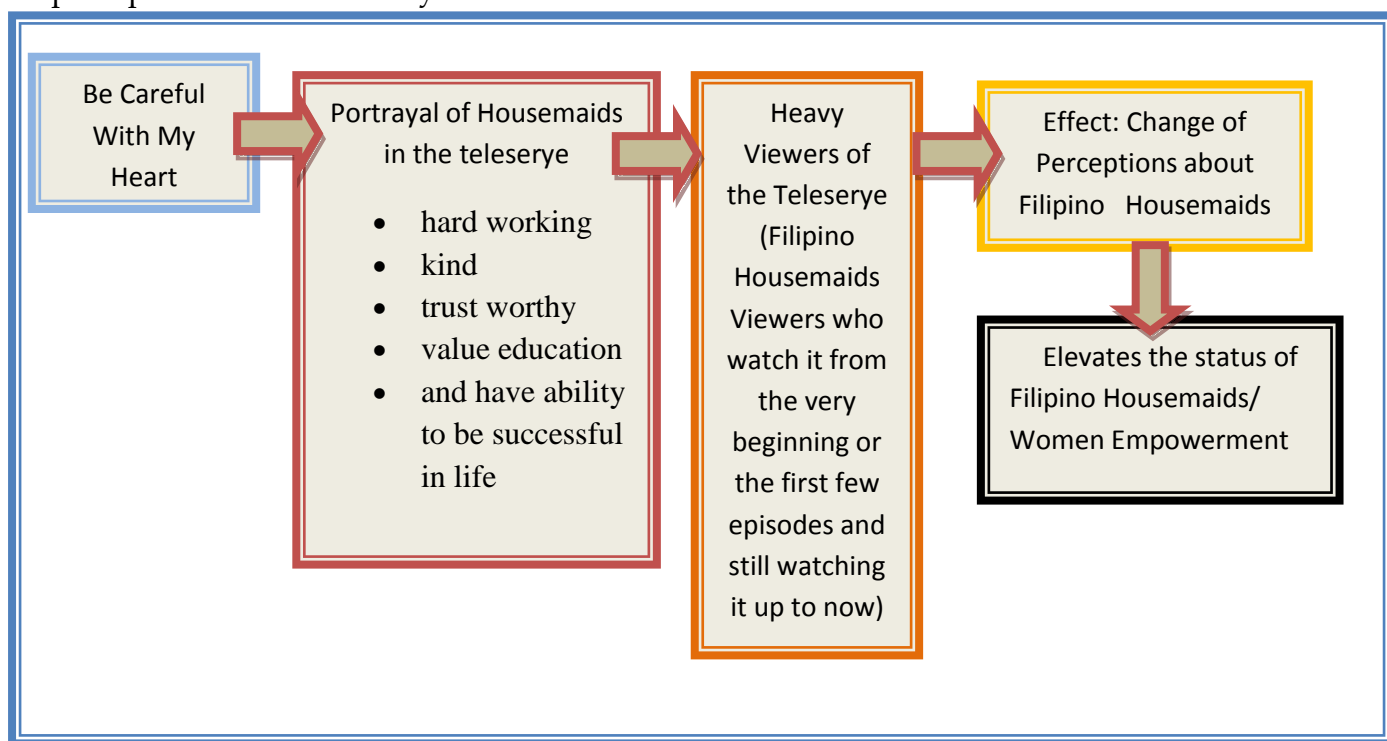 Be Careful
With My
Heart
Portrayal of Housemaids
in the teleserye
• hard working
• kind
• trust worthy
• value education
• and have ability
to be successful
in life
Heavy
Viewers of
the Teleserye
(Filipino
Housemaids
Viewers who
watch it from
the very
beginning or
the first few
episodes and
still watching
it up to now)
Effect: Change of
Perceptions about
Filipino Housemaids
Elevates the status of
Filipino Housemaids/
Women Empowerment